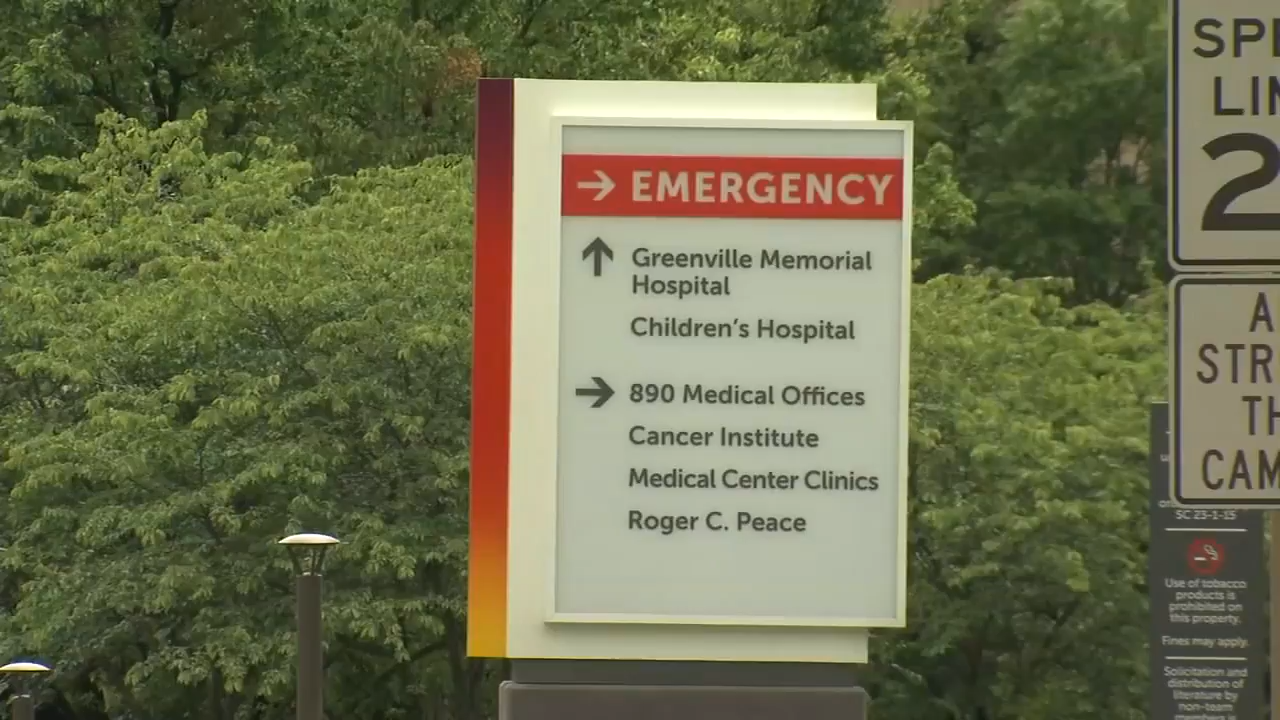 EMERGENCY
Greenville Memorial
Hospital
Children's Hospital
890 Medical Offices
Cancer Institute
Medical Center Clinics
Roger C. Peace
SC 23-1-15
Use of tobacco
products is
prohibited on
this property.
Fines may apply.
Solicitation and
distribution of
literature by
non-team
SPE
LIM
2
A
STR
TH
CAM